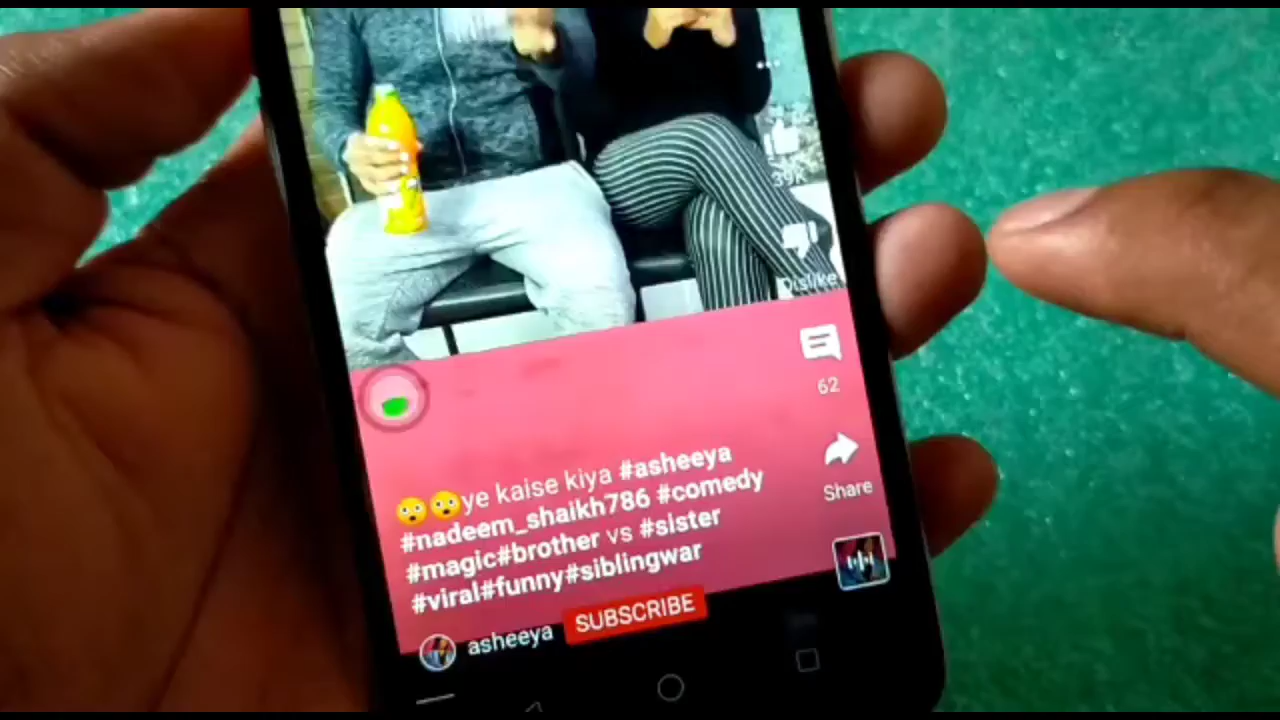 39K
Dislike
62
Share
😳😳ye kaise kiya #asheeya
#nadeem_shaikh786 #comedy
#magic#brother vs #sister
#viral#funny#siblingwar
asheeya SUBSCRIBE